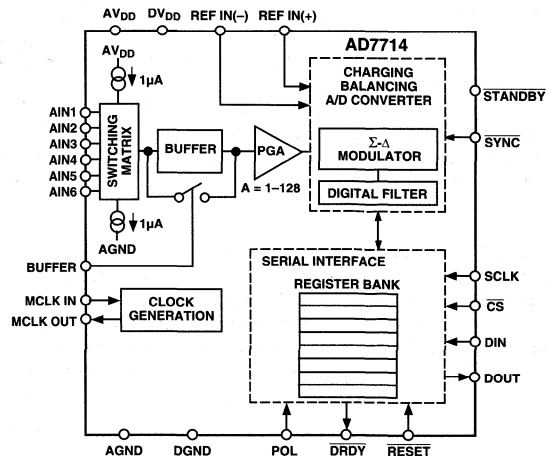 AVDD DVDD REF IN(–) REF IN(+)
AD7714
AVDD
1µA
CHARGING
BALANCING
A/D CONVERTER
STANDBY
AIN1
AIN2
AIN3
AIN4
AIN5
AIN6
SWITCHING
MATRIX
BUFFER
PGA
A = 1–128
Σ-Δ
MODULATOR
SYNC
DIGITAL FILTER
1µA
AGND
BUFFER
SERIAL INTERFACE
REGISTER BANK
MCLK IN
MCLK OUT
CLOCK
GENERATION
SCLK
CS
DIN
DOUT
AGND DGND POL DRDY RESET